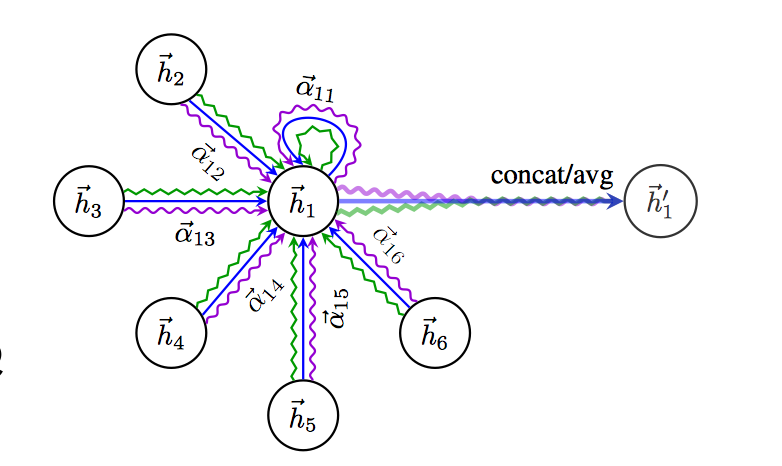 h⃗₂
α⃗₁₁
α⃗₁₂
concat/avg
h⃗₃
h⃗₁
h⃗′₁
α⃗₁₃
α⃗₁₆
α⃗₁₄
α⃗₁₅
h⃗₄
h⃗₆
h⃗₅